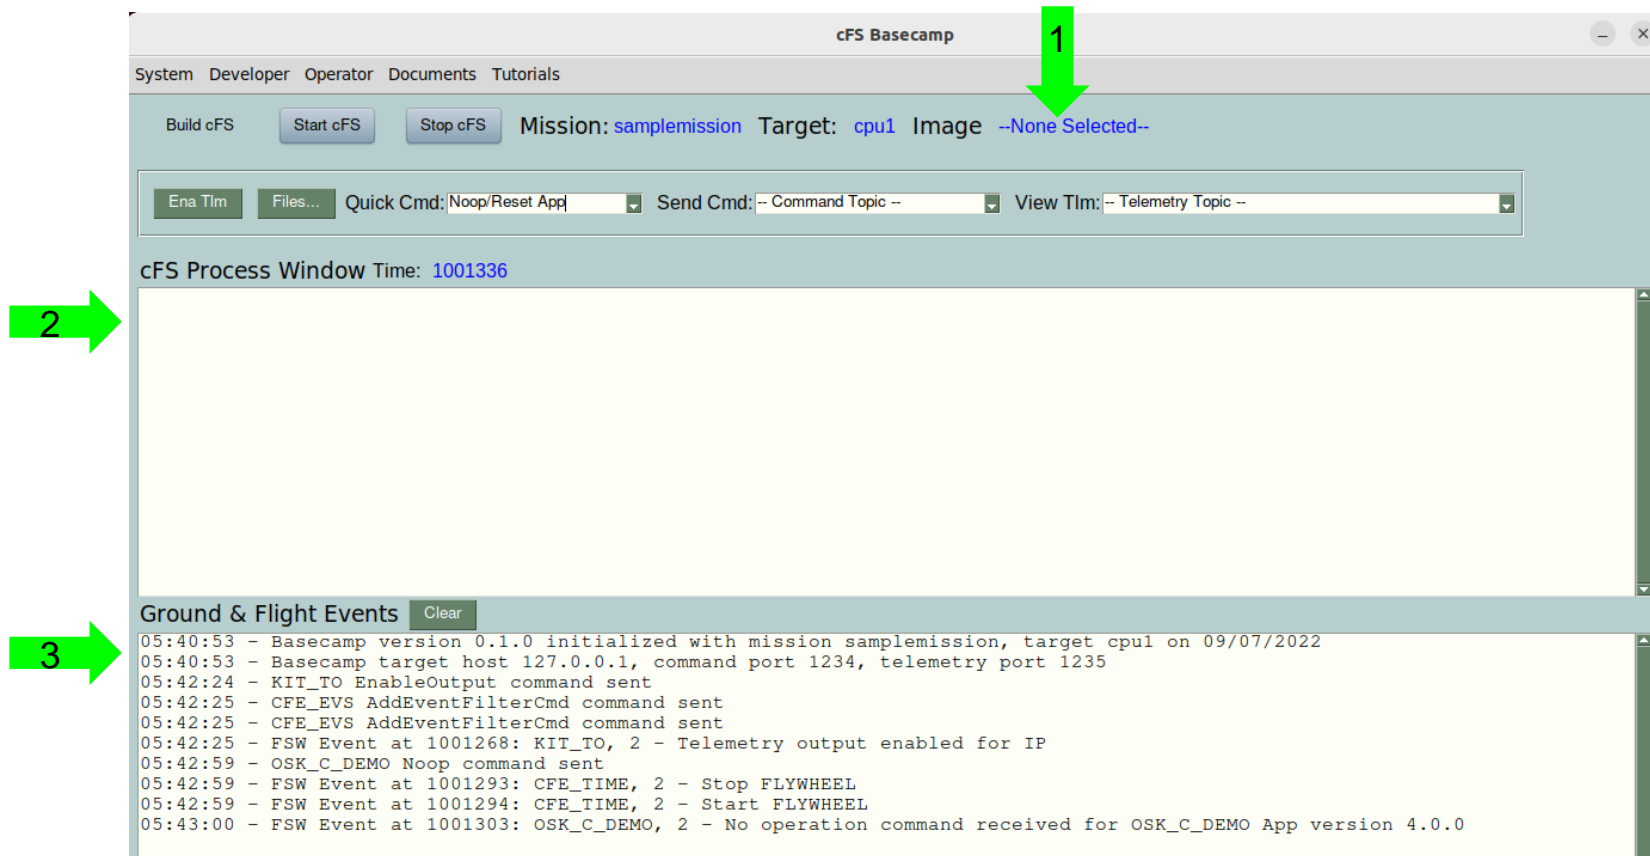 cFS Basecamp
1
System Developer Operator Documents Tutorials
Build cFS Start cFS Stop cFS Mission: samplemission Target: cpu1 Image --None Selected--
Ena Tlm Files... Quick Cmd: Noop/Reset App Send Cmd: -- Command Topic -- View Tlm: -- Telemetry Topic --
cFS Process Window Time: 1001336
2
Ground & Flight Events Clear
3
05:40:53 - Basecamp version 0.1.0 initialized with mission samplemission, target cpu1 on 09/07/2022
05:40:53 - Basecamp target host 127.0.0.1, command port 1234, telemetry port 1235
05:42:24 - KIT_TO EnableOutput command sent
05:42:25 - CFE_EVS AddEventFilterCmd command sent
05:42:25 - CFE_EVS AddEventFilterCmd command sent
05:42:25 - FSW Event at 1001268: KIT_TO, 2 - Telemetry output enabled for IP
05:42:59 - OSK_C_DEMO Noop command sent
05:42:59 - FSW Event at 1001293: CFE_TIME, 2 - Stop FLYWHEEL
05:42:59 - FSW Event at 1001294: CFE_TIME, 2 - Start FLYWHEEL
05:43:00 - FSW Event at 1001303: OSK_C_DEMO, 2 - No operation command received for OSK_C_DEMO App version 4.0.0